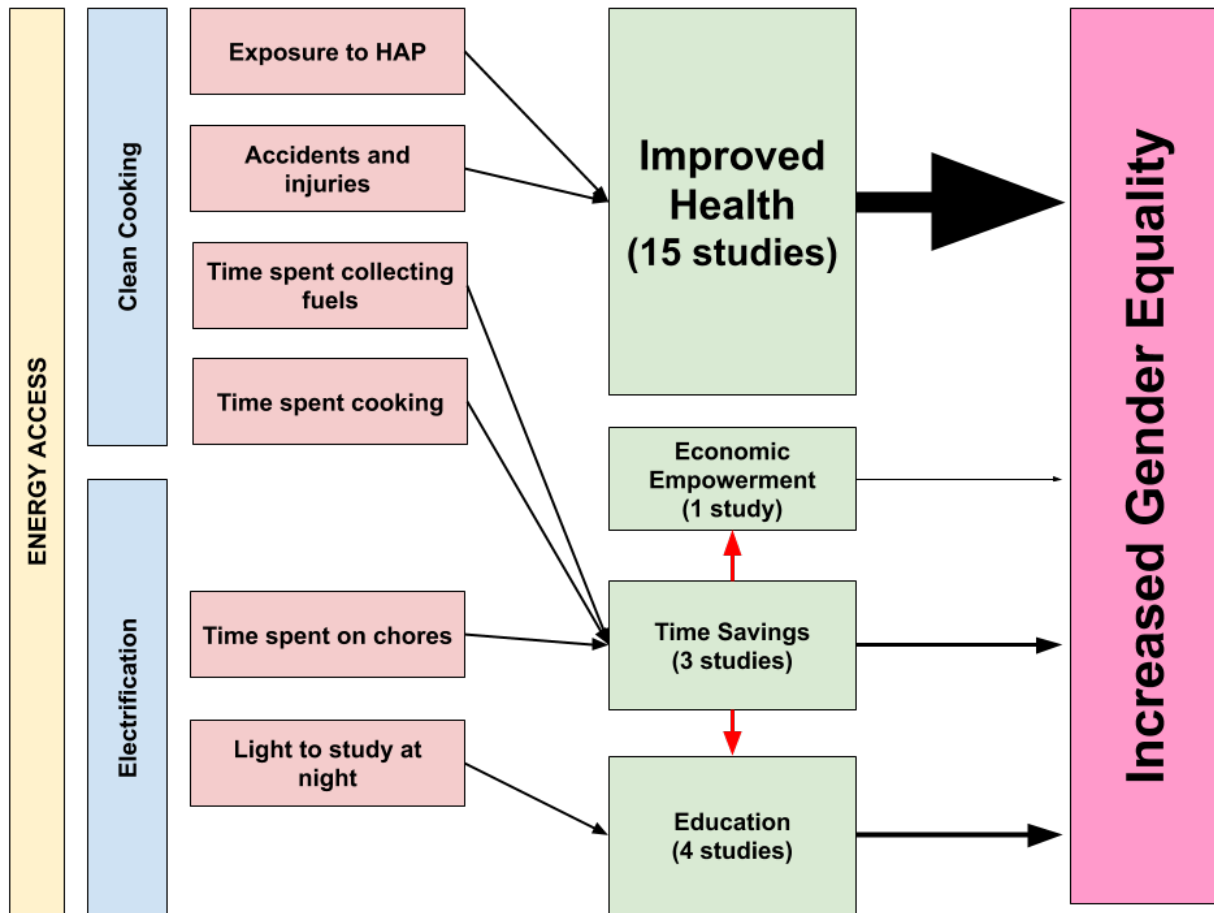 ENERGY ACCESS
Clean Cooking
Electrification
Exposure to HAP
Accidents and
injuries
Time spent collecting
fuels
Time spent cooking
Time spent on chores
Light to study at
night
Improved
Health
(15 studies)
Economic
Empowerment
(1 study)
Time Savings
(3 studies)
Education
(4 studies)
Increased Gender Equality